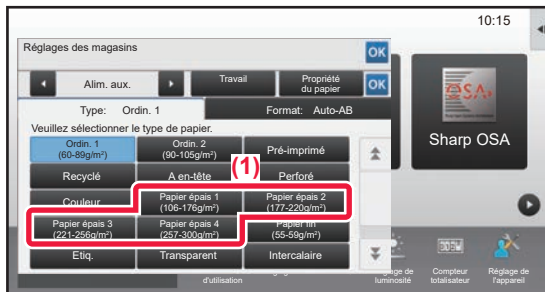 10:15
Réglages des magasins
OK
Alim. aux.
Travail
Propriété
du papier
OK
Type: Ordin. 1
Format: Auto-AB
Veuillez sélectionner le type de papier.
Ordin. 1
(60-89g/m²)
Ordin. 2
(90-105g/m²)
Pré-imprimé
Recyclé
A en-tête
(1)
Perforé
Couleur
Papier épais 1
(106-176g/m²)
Papier épais 2
(177-220g/m²)
Papier épais 3
(221-256g/m²)
Papier épais 4
(257-300g/m²)
Papier fin
(55-59g/m²)
Etiq.
Transparent
Intercalaire
OSA
Sharp OSA
d'utilisation
Réglage de
luminosité
Compteur
totalisateur
Réglage de
l'appareil